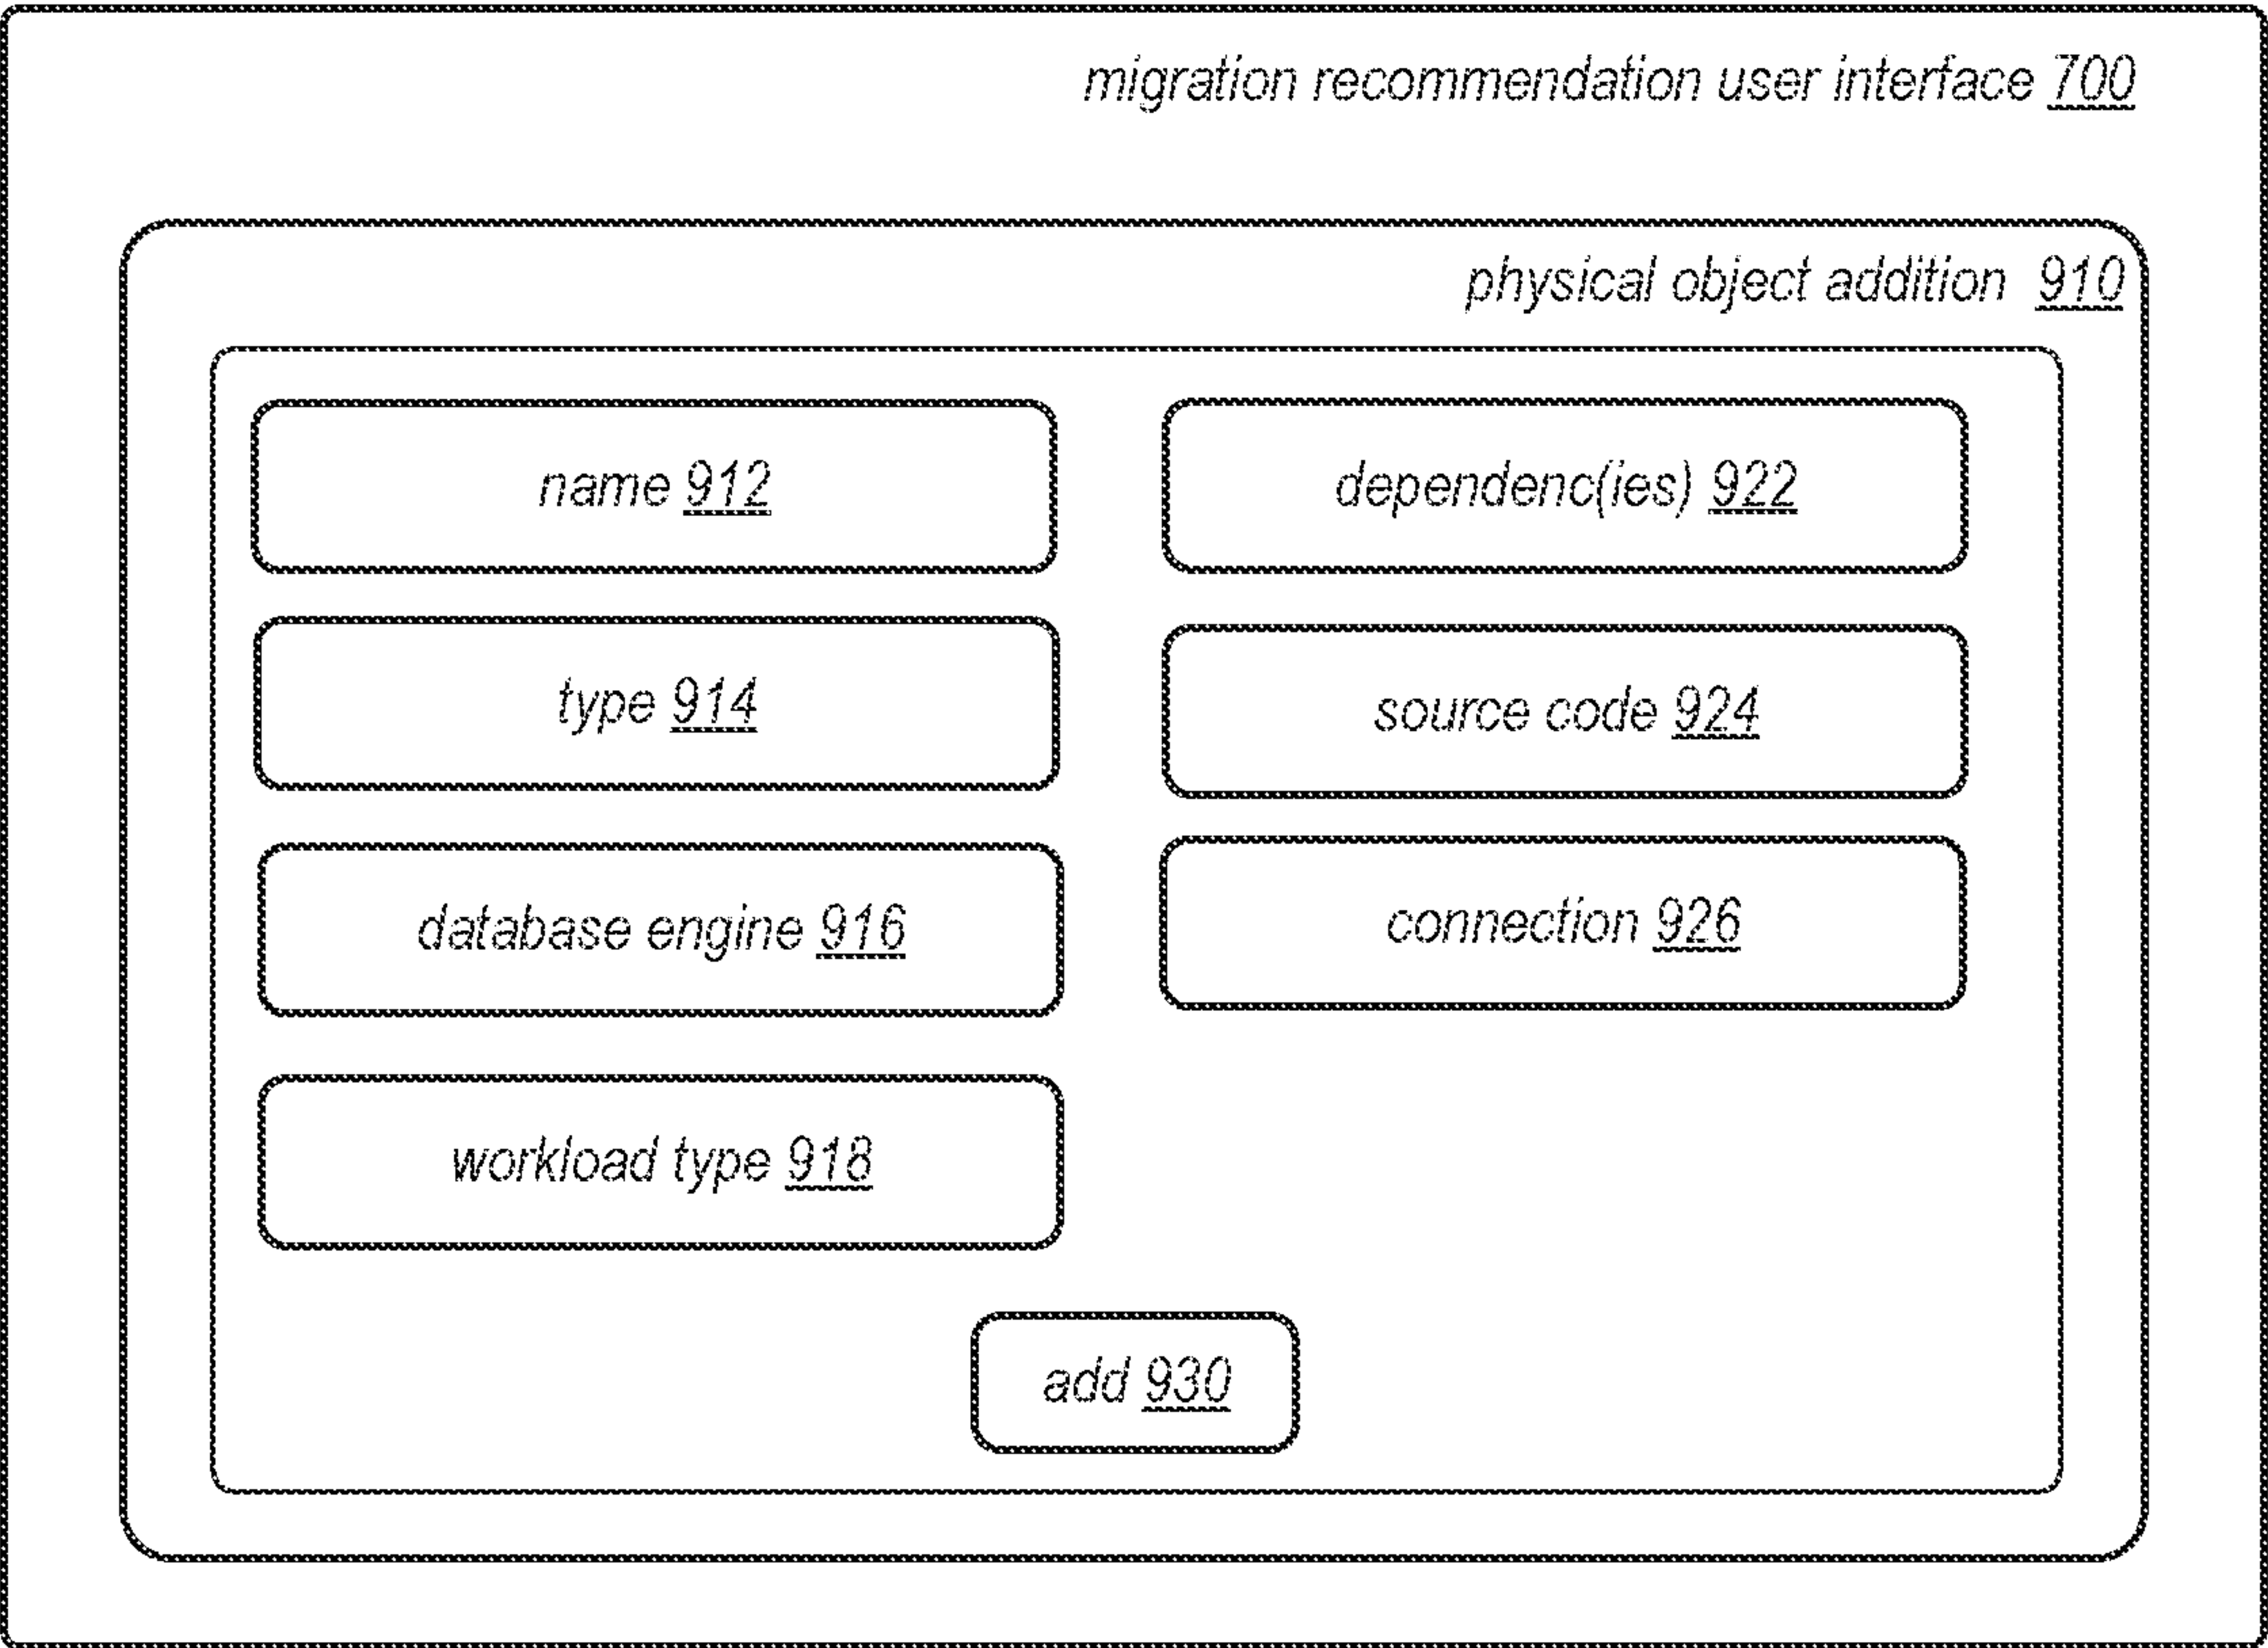 migration recommendation user interface 700
physical object addition 910
name 912
dependenc(ies) 922
type 914
source code 924
database engine 916
connection 926
workload type 918
add 930